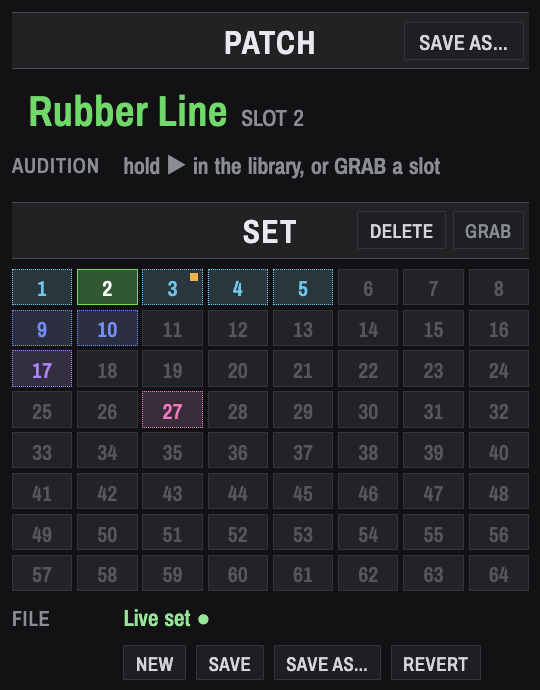 PATCH SAVE AS...
Rubber Line SLOT 2
AUDITION hold ▶ in the library, or GRAB a slot
SET DELETE GRAB
1 2 3 4 5 6 7 8
9 10 11 12 13 14 15 16
17 18 19 20 21 22 23 24
25 26 27 28 29 30 31 32
33 34 35 36 37 38 39 40
41 42 43 44 45 46 47 48
49 50 51 52 53 54 55 56
57 58 59 60 61 62 63 64
FILE Live set ●
NEW SAVE SAVE AS... REVERT